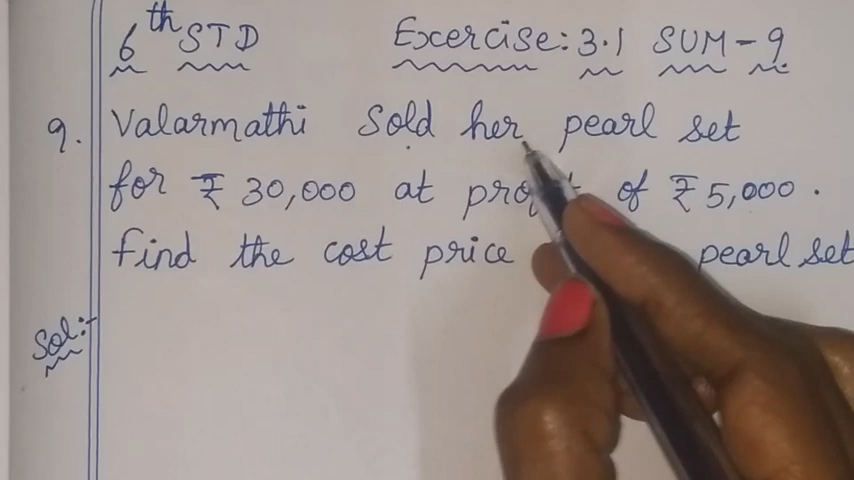 6th STD Excercise: 3.1 SUM-9.
9. Valarmathi Sold her pearl set
for ₹ 30,000 at of ₹ 5,000.
find the cost price pearl set
Sol:-